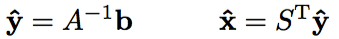 ŷ = A⁻¹b x̂ = Sᵀŷ